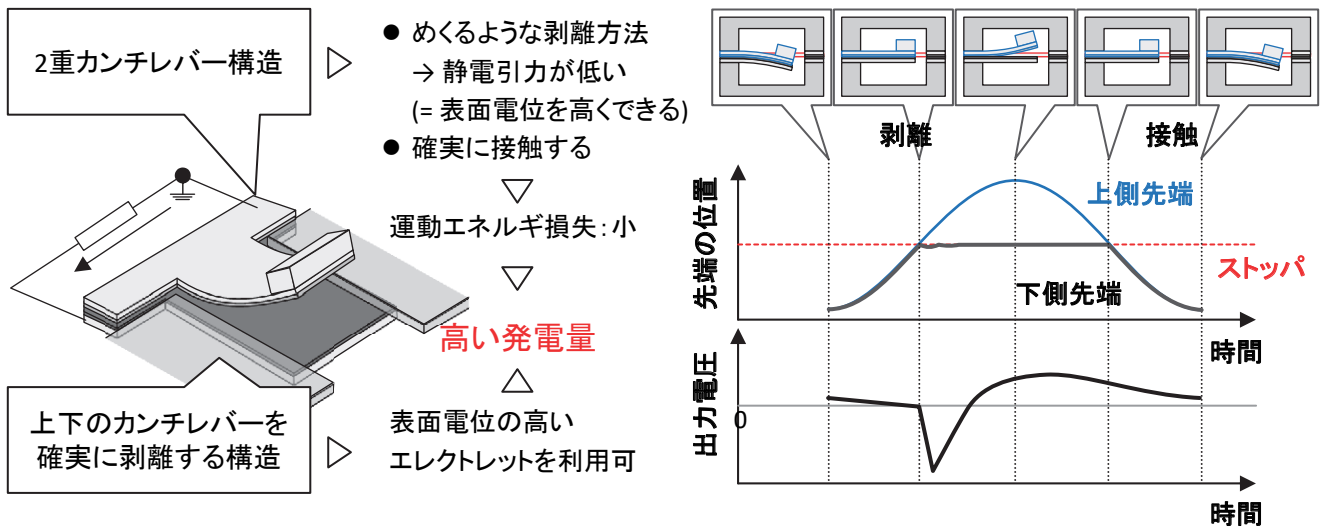 2重カンチレバー構造
● めくるような剥離方法
→ 静電引力が低い
(= 表面電位を高くできる)
● 確実に接触する
運動エネルギ損失：小
高い発電量
表面電位の高い
エレクトレットを利用可
上下のカンチレバーを
確実に剥離する構造
剥離
接触
先端の位置
上側先端
ストッパ
下側先端
時間
出力電圧
0
時間